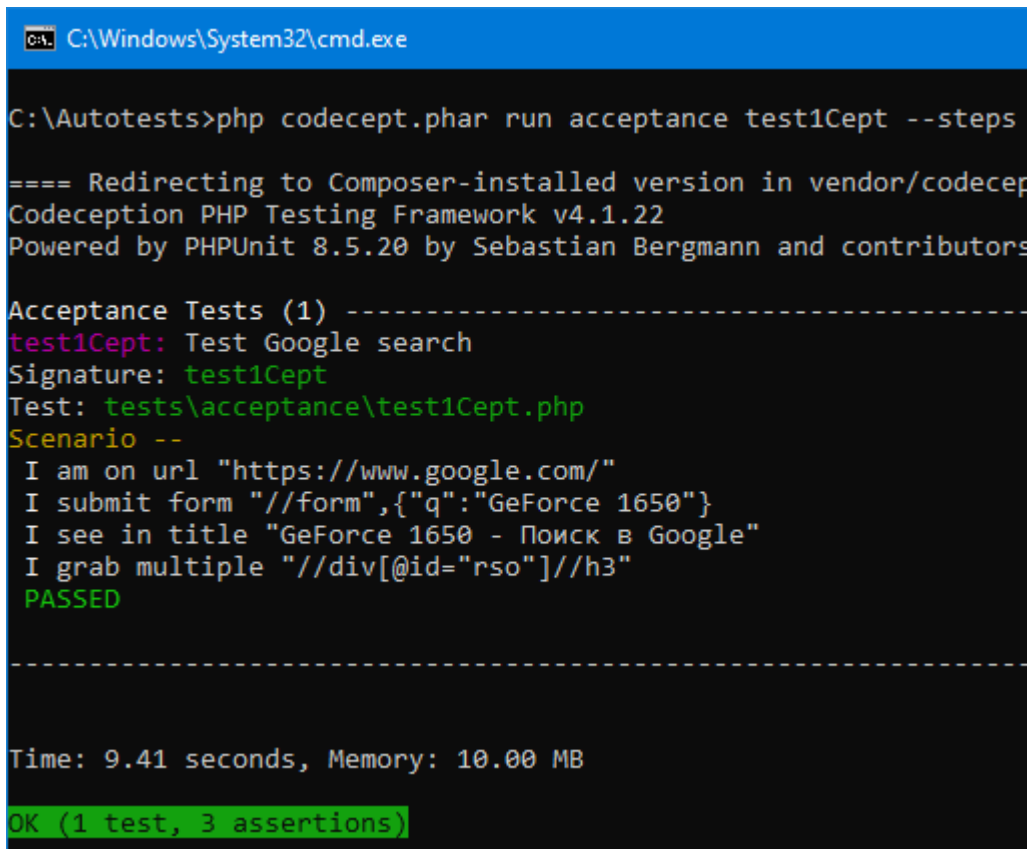 C:\Windows\System32\cmd.exe
C:\Autotests>php codecept.phar run acceptance test1Cept --steps
==== Redirecting to Composer-installed version in vendor/codecep
Codeception PHP Testing Framework v4.1.22
Powered by PHPUnit 8.5.20 by Sebastian Bergmann and contributors
Acceptance Tests (1) -------------------------------------------
test1Cept: Test Google search
Signature: test1Cept
Test: tests\acceptance\test1Cept.php
Scenario --
I am on url "https://www.google.com/"
I submit form "//form",{"q":"GeForce 1650"}
I see in title "GeForce 1650 - Поиск в Google"
I grab multiple "//div[@id="rso"]//h3"
PASSED
----------------------------------------------------------------
Time: 9.41 seconds, Memory: 10.00 MB
OK (1 test, 3 assertions)